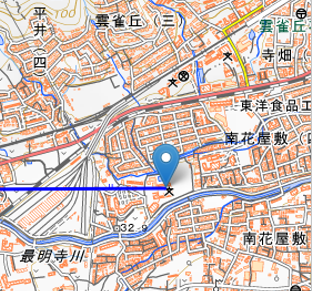 雲雀丘 三
雲雀丘
平井(四)
寺畑(
東洋食品工
南花屋敷(四
32.9
最明寺川
南花屋敷